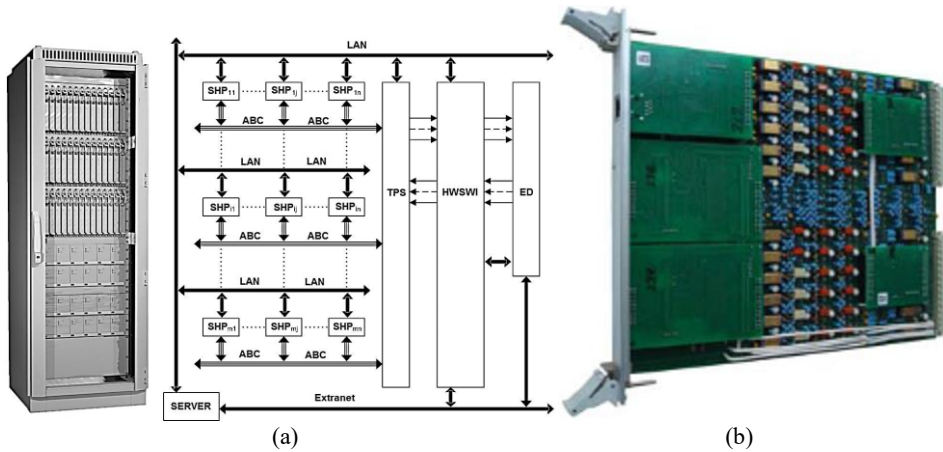 LAN
SHP11 SHP1j SHP1n
ABC ABC
LAN LAN
TPS HWSWI ED
SHPi1 SHPij SHPin
ABC ABC
LAN LAN
SHPm1 SHPmj SHPmn
ABC ABC
SERVER Extranet
(a) (b)